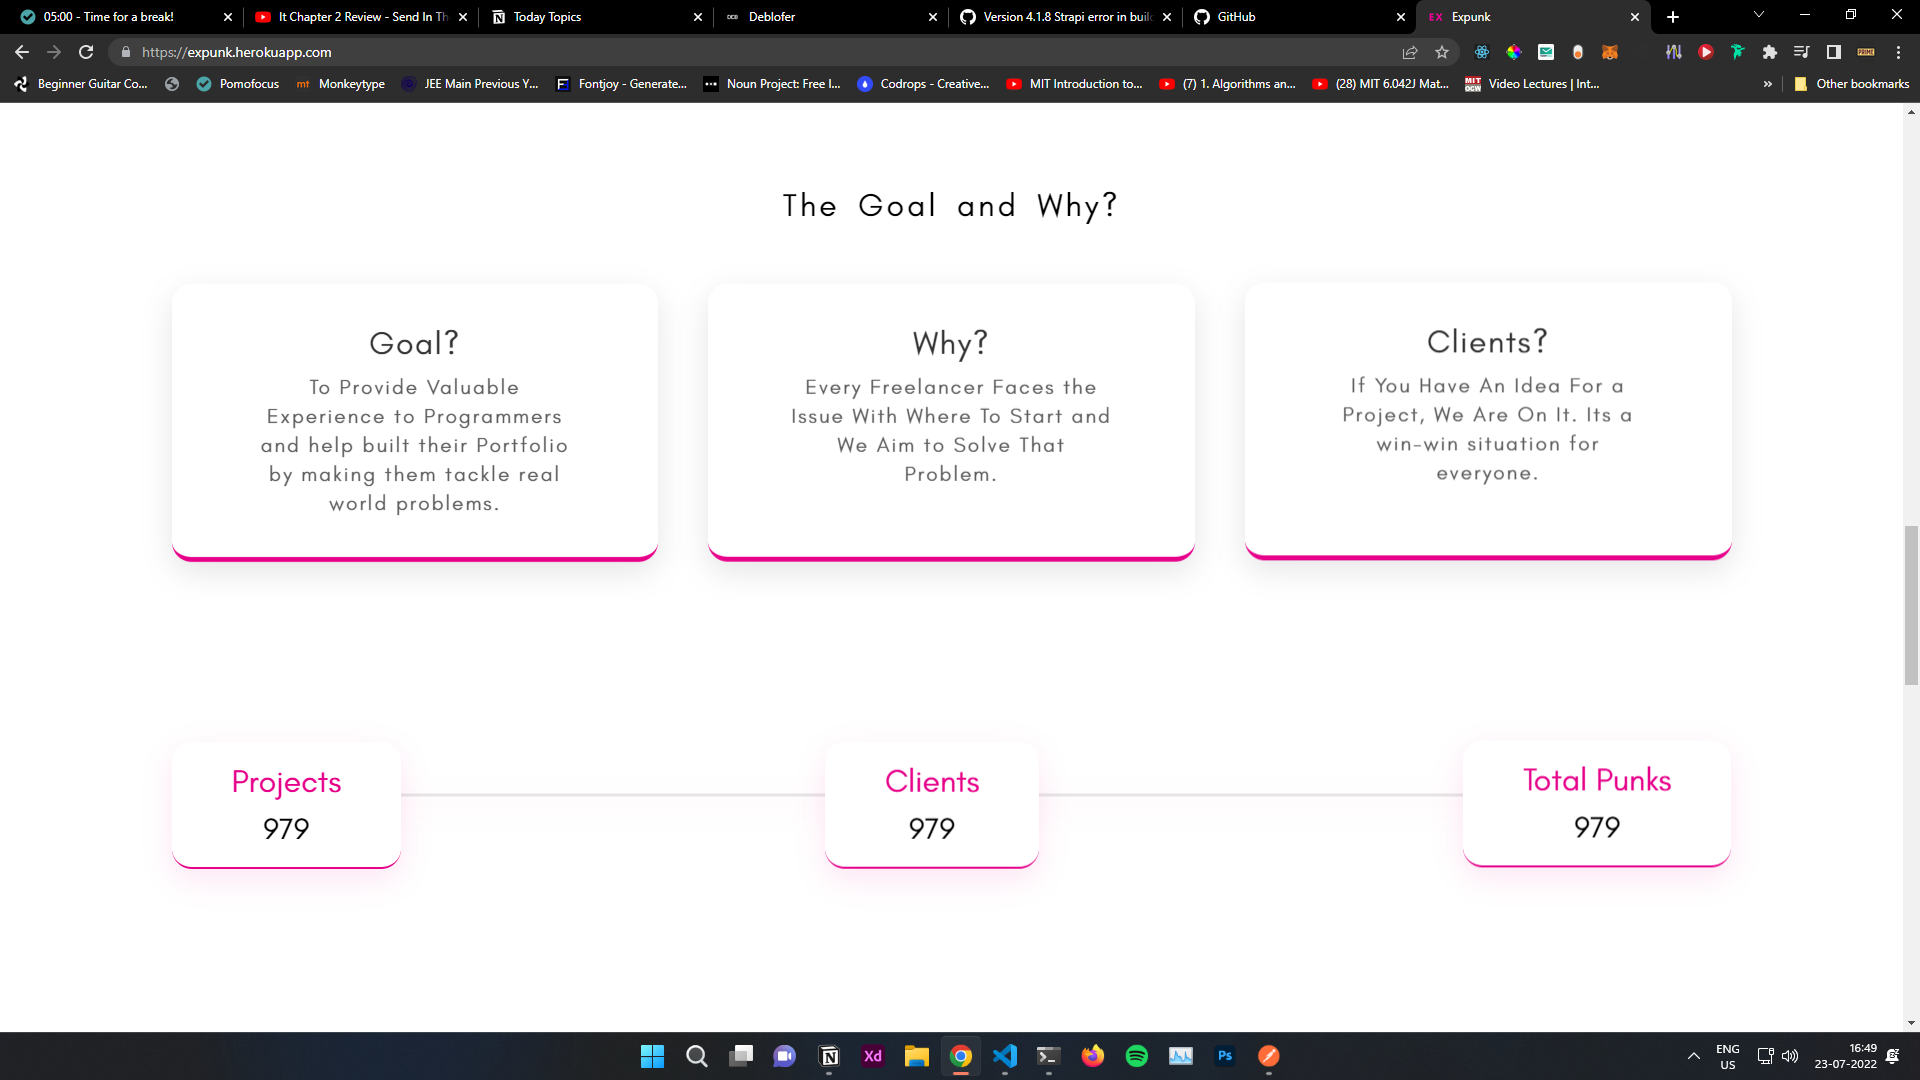 05:00 - Time for a break!
It Chapter 2 Review - Send In Th
Today Topics
Deblofer
Version 4.1.8 Strapi error in buil
GitHub
EX Expunk
https://expunk.herokuapp.com
Beginner Guitar Co...
Pomofocus
mt Monkeytype
JEE Main Previous Y...
Fontjoy - Generate...
Noun Project: Free I...
Codrops - Creative...
MIT Introduction to...
(7) 1. Algorithms an...
(28) MIT 6.042J Mat...
Video Lectures | Int...
»
Other bookmarks
The Goal and Why?
Goal?
To Provide Valuable
Experience to Programmers
and help built their Portfolio
by making them tackle real
world problems.
Why?
Every Freelancer Faces the
Issue With Where To Start and
We Aim to Solve That
Problem.
Clients?
If You Have An Idea For a
Project, We Are On It. Its a
win-win situation for
everyone.
Projects
979
Clients
979
Total Punks
979
Xd
Ps
ENG
US
16:49
23-07-2022